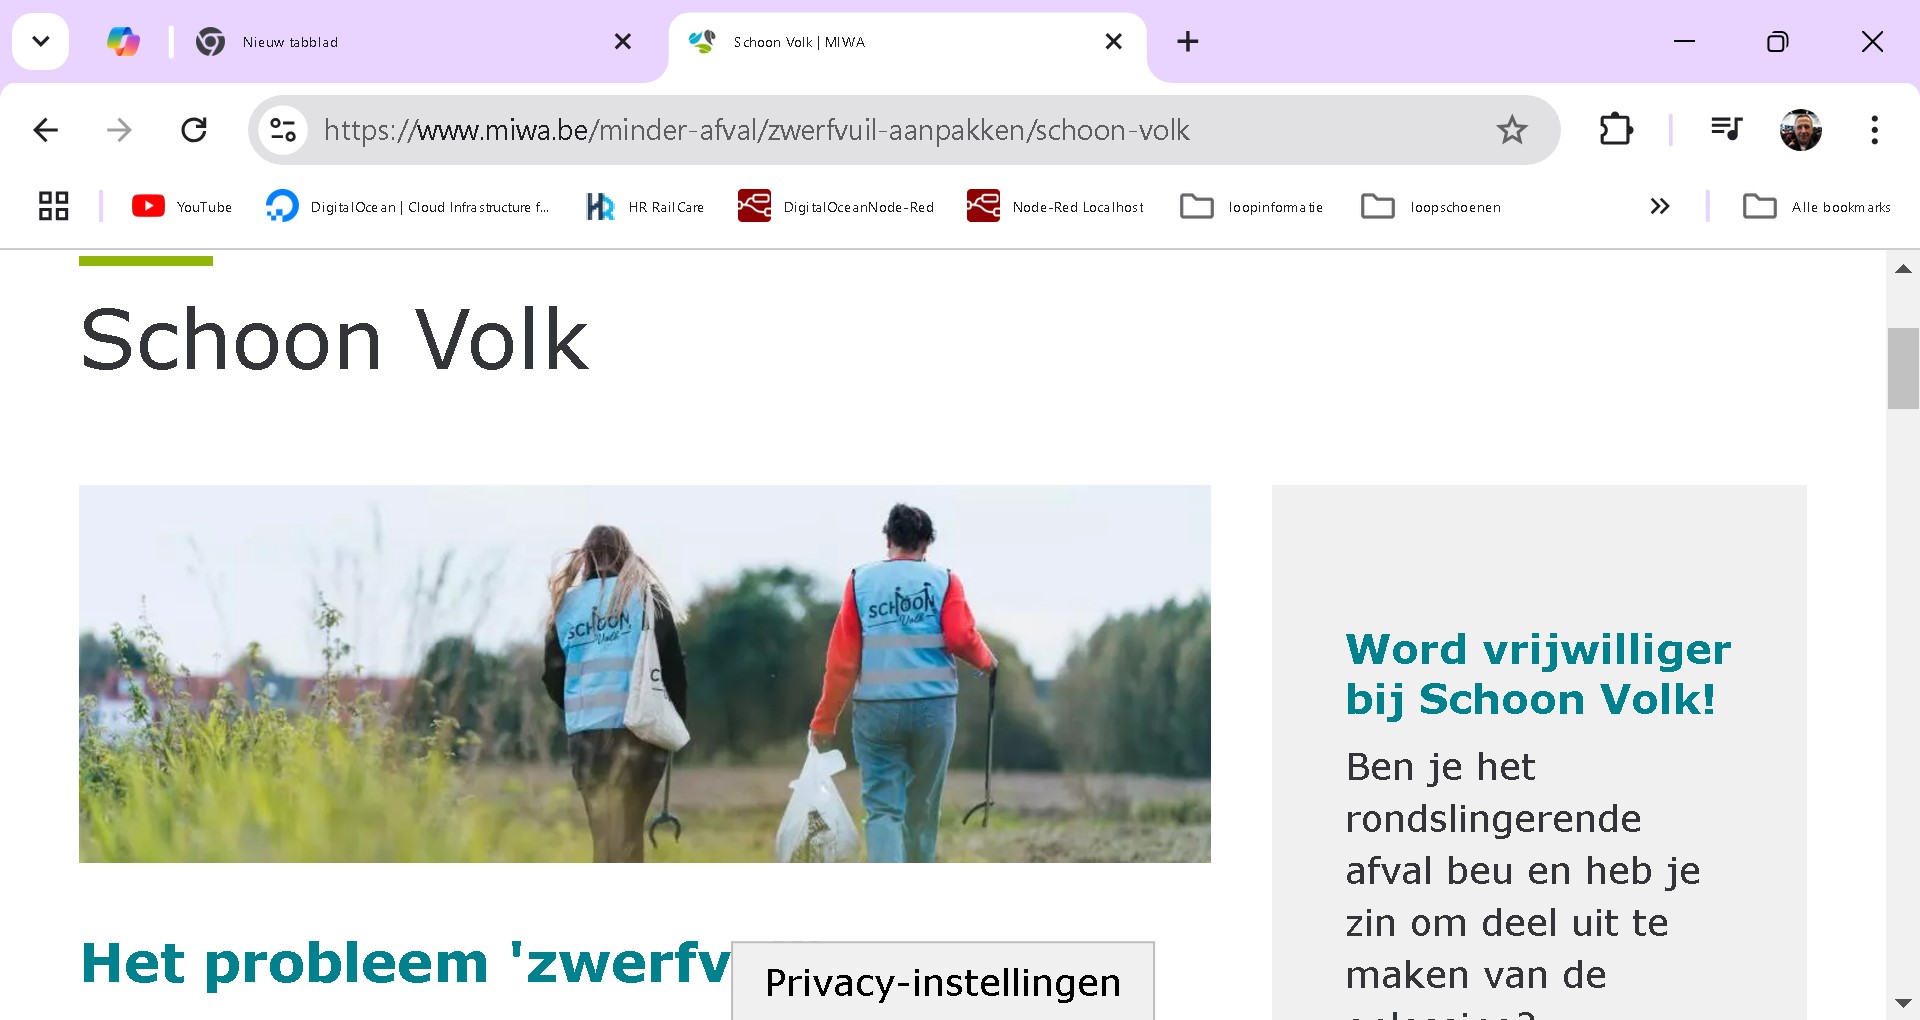 Nieuw tabblad
Schoon Volk | MIWA
https://www.miwa.be/minder-afval/zwerfvuil-aanpakken/schoon-volk
YouTube
DigitalOcean | Cloud Infrastructure f...
HR RailCare
DigitalOceanNode-Red
Node-Red Localhost
loopinformatie
loopschoenen
Alle bookmarks
Schoon Volk
SCHOON
Volk
SCHOON
Volk
Word vrijwilliger
bij Schoon Volk!
Ben je het
rondslingerende
afval beu en heb je
zin om deel uit te
maken van de
Het probleem 'zwerfv
Privacy-instellingen